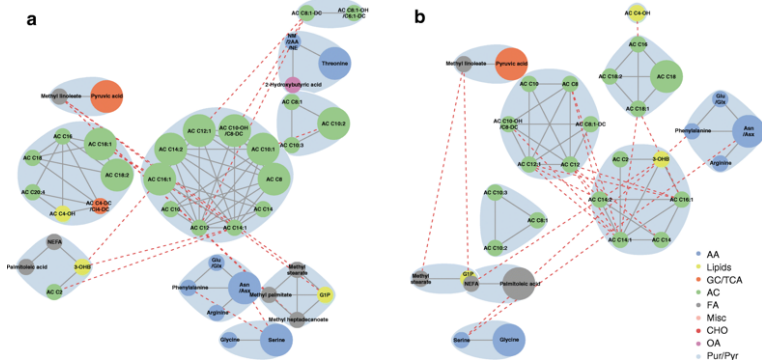 a
AC C6:1-DC
AC C8:1-OH
/C6:1-DC
NM
/2AA
/NE
Threonine
2-Hydroxybutyric acid
AC C8:1
AC C10:2
AC C10:3
Methyl linoleate
Pyruvic acid
AC C16
AC C18:1
AC C18
AC C18:2
AC C20:4
AC C4-OH
AC C4-DC
/C4-DC
AC C12:1
AC C10-OH
/C8-DC
AC C14:2
AC C10:1
AC C16:1
AC C8
AC C10
AC C14
AC C12
AC C14:1
NEFA
Palmitoleic acid
3-OHB
AC C2
Glu
/Gln
Phenylalanine
Asn
/Ass
Arginine
Glycine
Serine
Methyl
stearate
Methyl palmitate
G1P
Methyl heptadecanoate
b
AC C4-OH
AC C16
AC C18:2
AC C18
AC C18:1
Methyl linoleate
Pyruvic acid
AC C10
AC C8
AC C10-OH
/C8-DC
AC C6:1-DC
AC C12:1
AC C12
Glu
/Gln
Phenylalanine
Asn
/Ass
Arginine
AC C2
3-OHB
AC C14:2
AC C16:1
AC C14:1
AC C14
AC C10:3
AC C8:1
AC C10:2
Methyl
stearate
G1P
NEFA
Palmitoleic acid
Serine
Glycine
AA
Lipids
GC/TCA
AC
FA
Misc
CHO
OA
Pur/Pyr